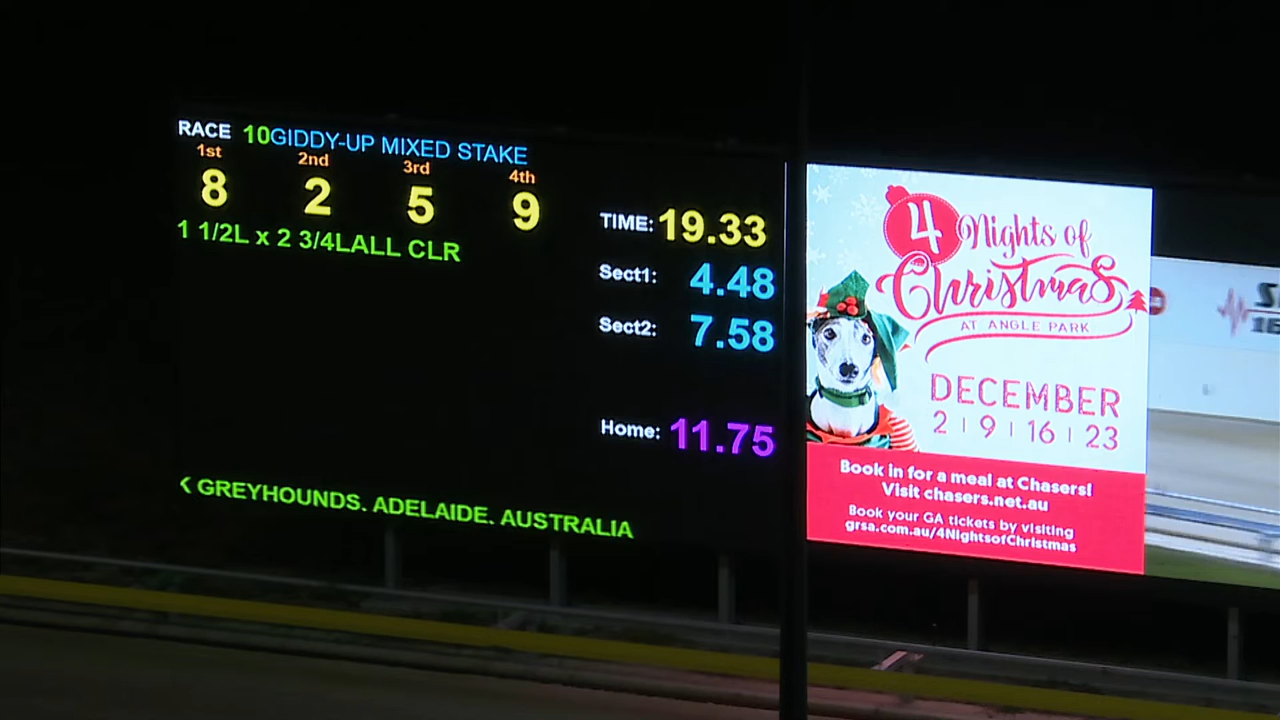 RACE 10GIDDY-UP MIXED STAKE
1st 2nd 3rd 4th
8 2 5 9
1 1/2L x 2 3/4LALL CLR
TIME: 19.33
Sect1: 4.48
Sect2: 7.58
Home: 11.75
< GREYHOUNDS. ADELAIDE. AUSTRALIA
4 Nights of
Christmas
AT ANGLE PARK
DECEMBER
2 | 9 | 16 | 23
Book in for a meal at Chasers!
Visit chasers.net.au
Book your GA tickets by visiting
grsa.com.au/4NightsofChristmas